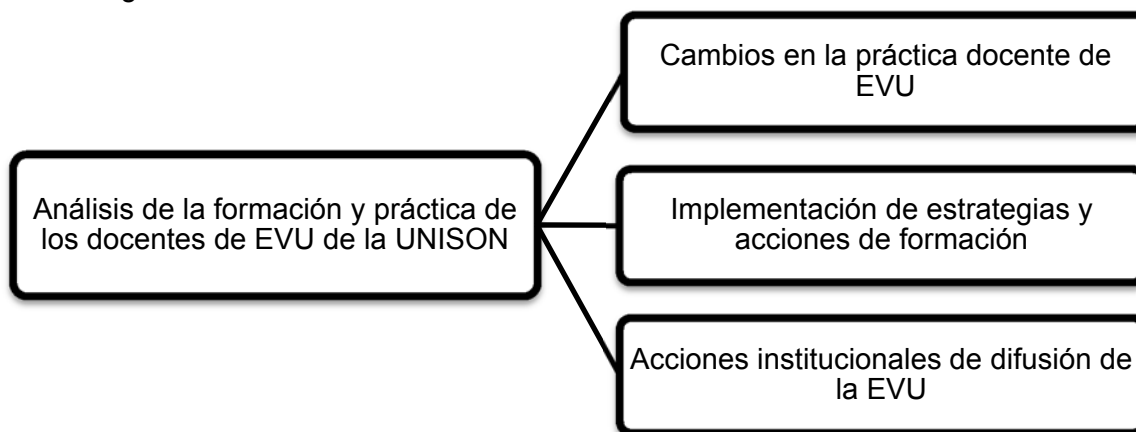 Cambios en la práctica docente de
EVU
Análisis de la formación y práctica de
los docentes de EVU de la UNISON
Implementación de estrategias y
acciones de formación
Acciones institucionales de difusión de
la EVU